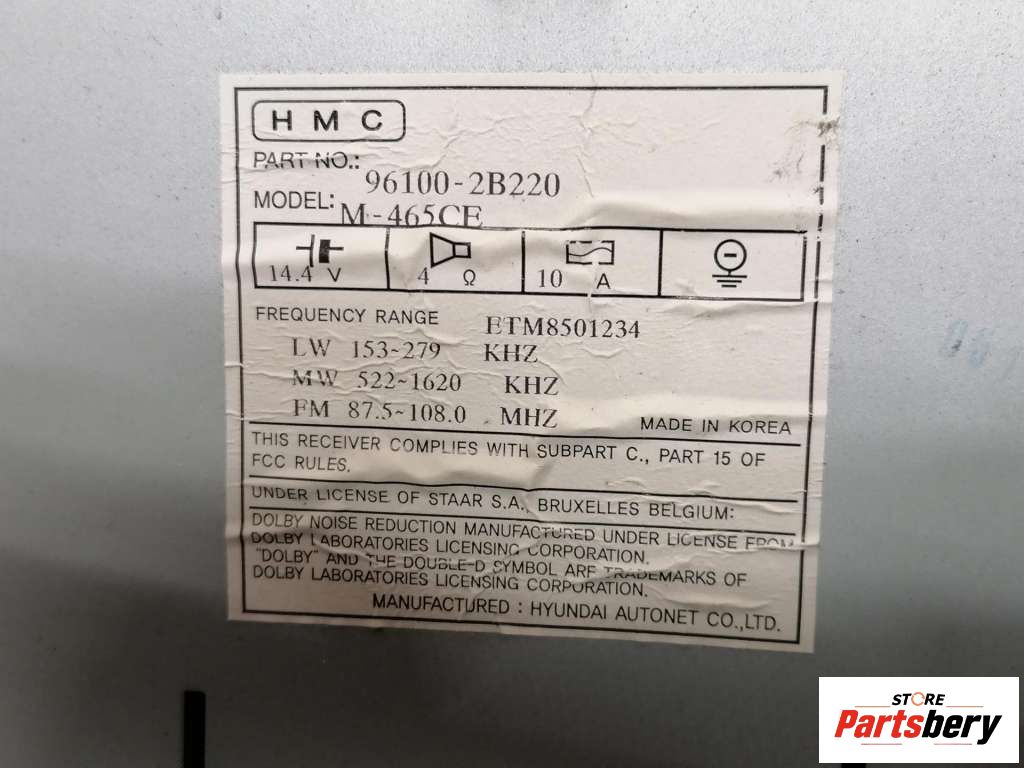 HMC
PART NO.: 96100-2B220
MODEL: M-465CE
14.4 V 4 Ω 10 A
FREQUENCY RANGE ETM8501234
LW 153~279 KHZ
MW 522~1620 KHZ
FM 87.5~108.0 MHZ
MADE IN KOREA
THIS RECEIVER COMPLIES WITH SUBPART C., PART 15 OF
FCC RULES.
UNDER LICENSE OF STAAR S.A., BRUXELLES BELGIUM:
DOLBY NOISE REDUCTION MANUFACTURED UNDER LICENSE FROM
DOLBY LABORATORIES LICENSING CORPORATION.
"DOLBY" AND THE DOUBLE-D SYMBOL ARE TRADEMARKS OF
DOLBY LABORATORIES LICENSING CORPORATION.
MANUFACTURED : HYUNDAI AUTONET CO.,LTD.
STORE
Partsbery